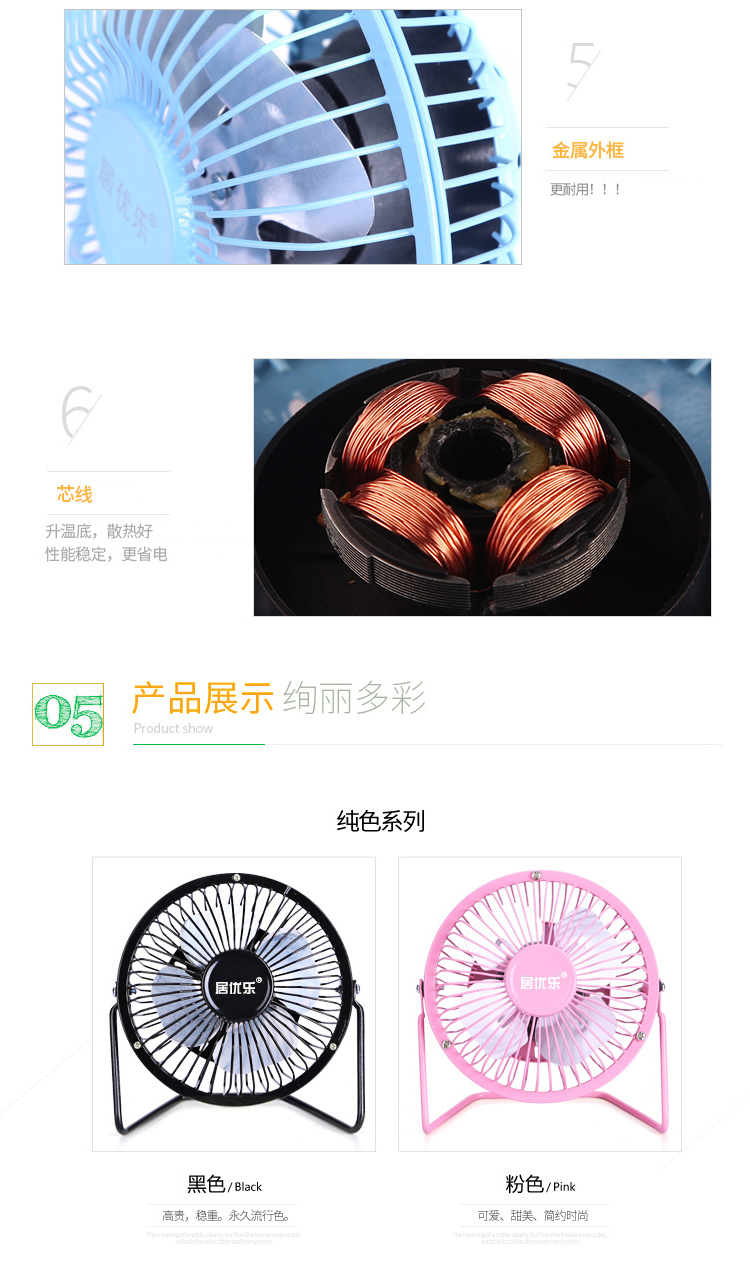 居优乐®
5
金属外框
更耐用！！！
6
芯线
升温底，散热好
性能稳定，更省电
05
产品展示 绚丽多彩
Product show
纯色系列
居优乐®
居优乐®
黑色/Black
高贵，稳重。永久流行色。
粉色/Pink
可爱、甜美、简约时尚